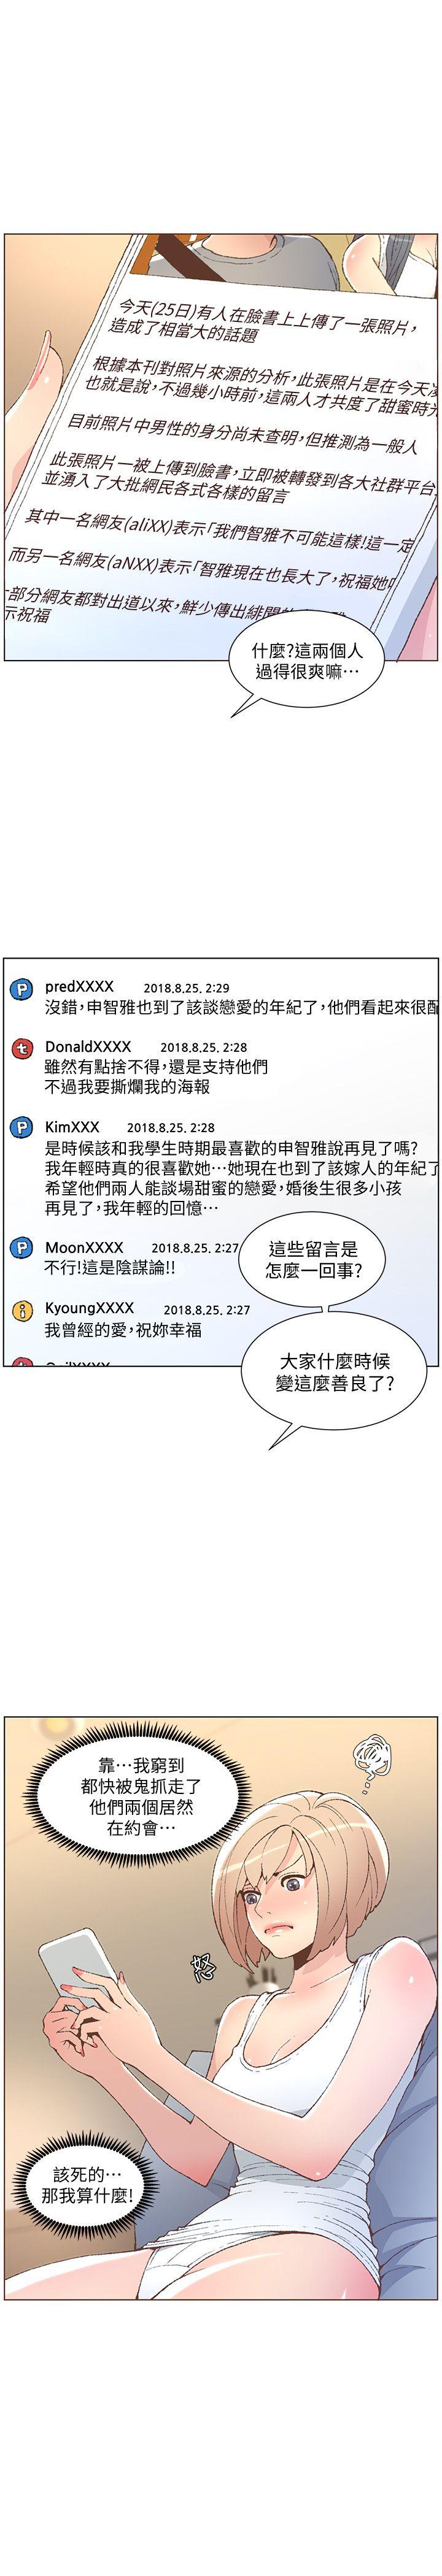 今天(25日)有人在臉書上上傳了一張照片，
造成了相當大的話題
根據本刊對照片來源的分析，此張照片是在今天凌
也就是說，不過幾小時前，這兩人才共度了甜蜜時光
目前照片中男性的身分尚未查明，但推測為一般人
此張照片一被上傳到臉書，立即被轉發到各大社群平台
並湧入了大批網民各式各樣的留言
其中一名網友(aliXX)表示「我們智雅不可能這樣!這一定
而另一名網友(aNXX)表示「智雅現在也長大了，祝福她
一部分網友都對出道以來，鮮少傳出緋聞
示祝福
什麼?這兩個人
過得很爽嘛…
predXXXX 2018.8.25. 2:29
沒錯，申智雅也到了該談戀愛的年紀了，他們看起來很配
DonaldXXXX 2018.8.25. 2:28
雖然有點捨不得，還是支持他們
不過我要撕爛我的海報
KimXXX 2018.8.25. 2:28
是時候該和我學生時期最喜歡的申智雅說再見了嗎?
我年輕時真的很喜歡她…她現在也到了該嫁人的年紀了
希望他們兩人能談場甜蜜的戀愛，婚後生很多小孩
再見了，我年輕的回憶…
MoonXXXX 2018.8.25. 2:27
不行!這是陰謀論!!
KyoungXXXX 2018.8.25. 2:27
我曾經的愛，祝妳幸福
這些留言是
怎麼一回事?
大家什麼時候
變這麼善良了?
靠…我窮到
都快被鬼抓走了
他們兩個居然
在約會…
怒
該死的…
那我算什麼!